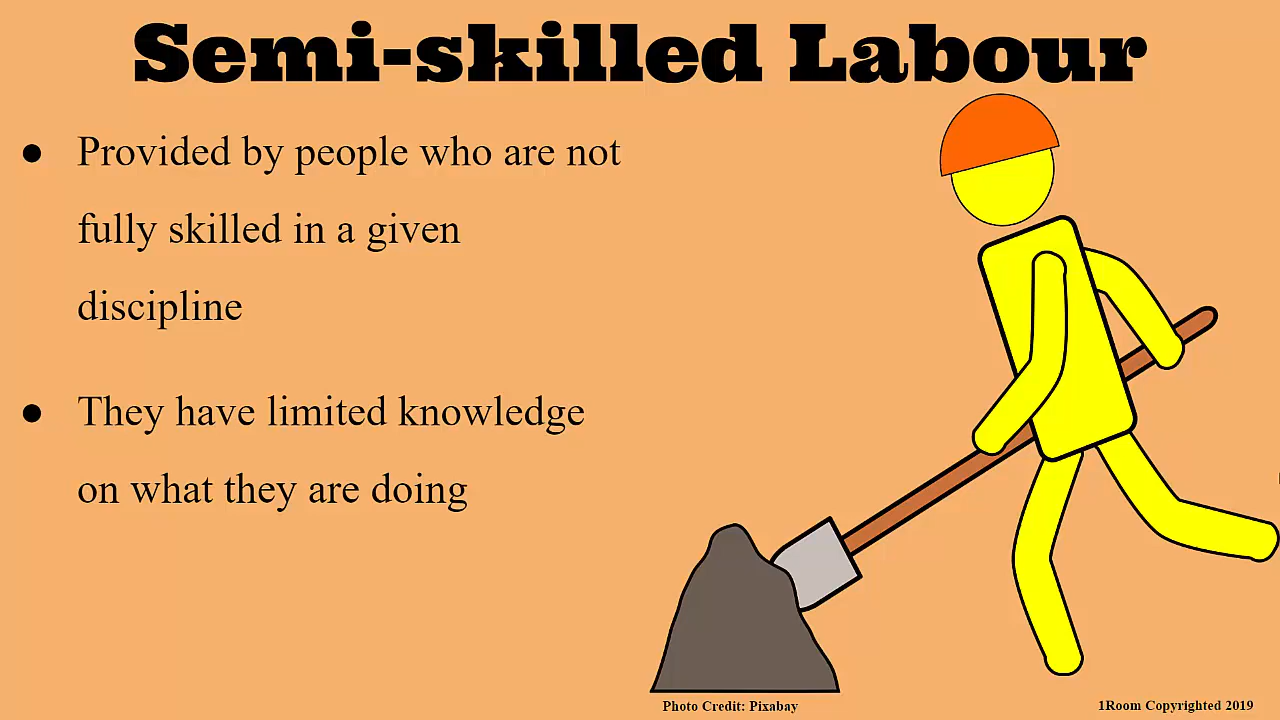 Semi-skilled Labour
● Provided by people who are not
fully skilled in a given
discipline
● They have limited knowledge
on what they are doing
Photo Credit: Pixabay
1Room Copyrighted 2019